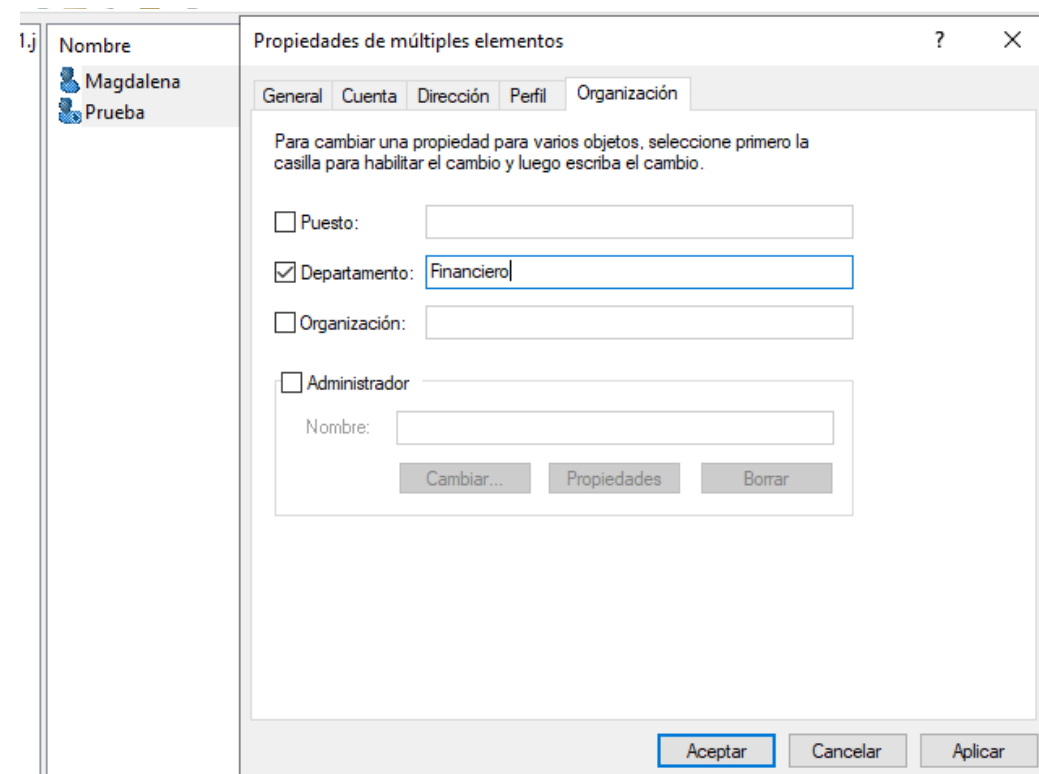 1.j
Nombre
Magdalena
Prueba
Propiedades de múltiples elementos
?
General Cuenta Dirección Perfil Organización
Para cambiar una propiedad para varios objetos, seleccione primero la
casilla para habilitar el cambio y luego escriba el cambio.
Puesto:
Departamento: Financiero
Organización:
Administrador
Nombre:
Cambiar... Propiedades Borrar
Aceptar Cancelar Aplicar